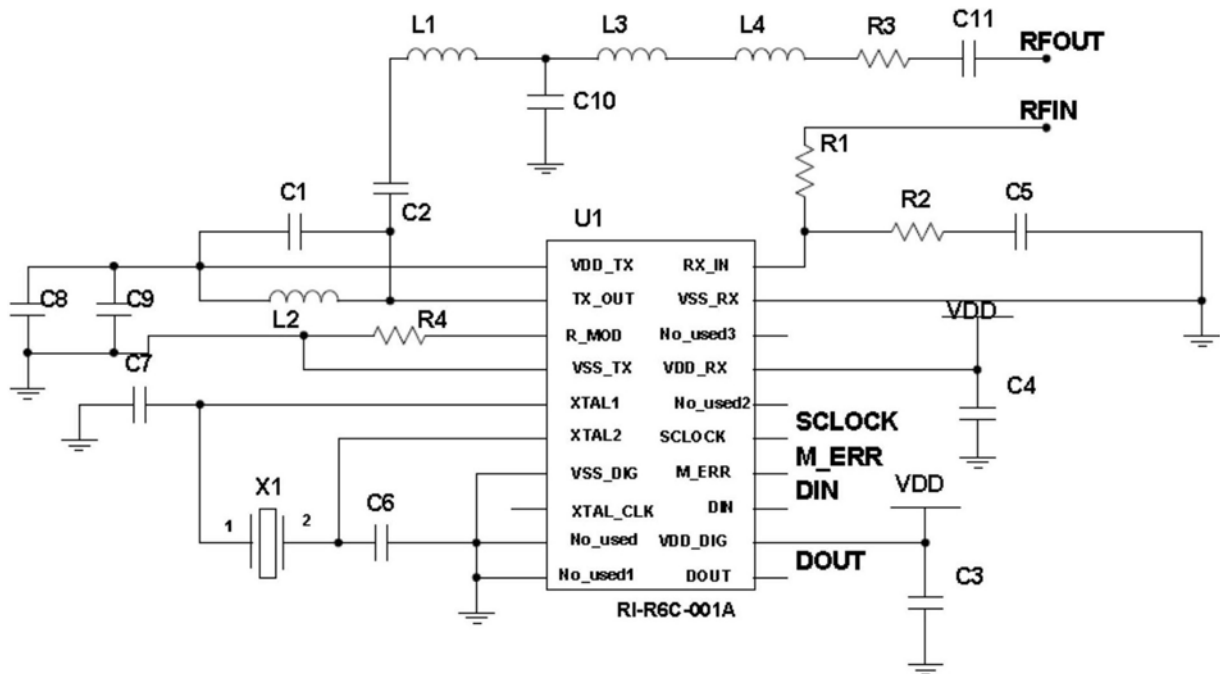 L1
L3
L4
R3
C11
RFOUT
C10
RFIN
R1
C1
C2
R2
C5
U1
VDD_TX
RX_IN
C8
C9
TX_OUT
VSS_RX
L2
R4
R_MOD
No_used3
VDD
C7
VSS_TX
VDD_RX
C4
XTAL1
No_used2
SCLOCK
XTAL2
SCLOCK
M_ERR
VSS_DIG
M_ERR
DIN
VDD
X1
C6
1
2
XTAL_CLK
DIN
No_used
VDD_DIG
DOUT
No_used1
DOUT
C3
RI-R6C-001A